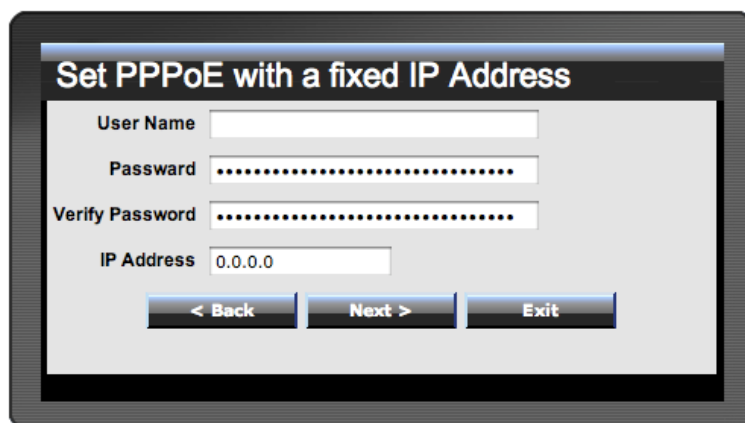 Set PPPoE with a fixed IP Address
User Name
Passward ••••••••••••••••••••••••••••••••
Verify Password ••••••••••••••••••••••••••••••••
IP Address 0.0.0.0
< Back Next > Exit